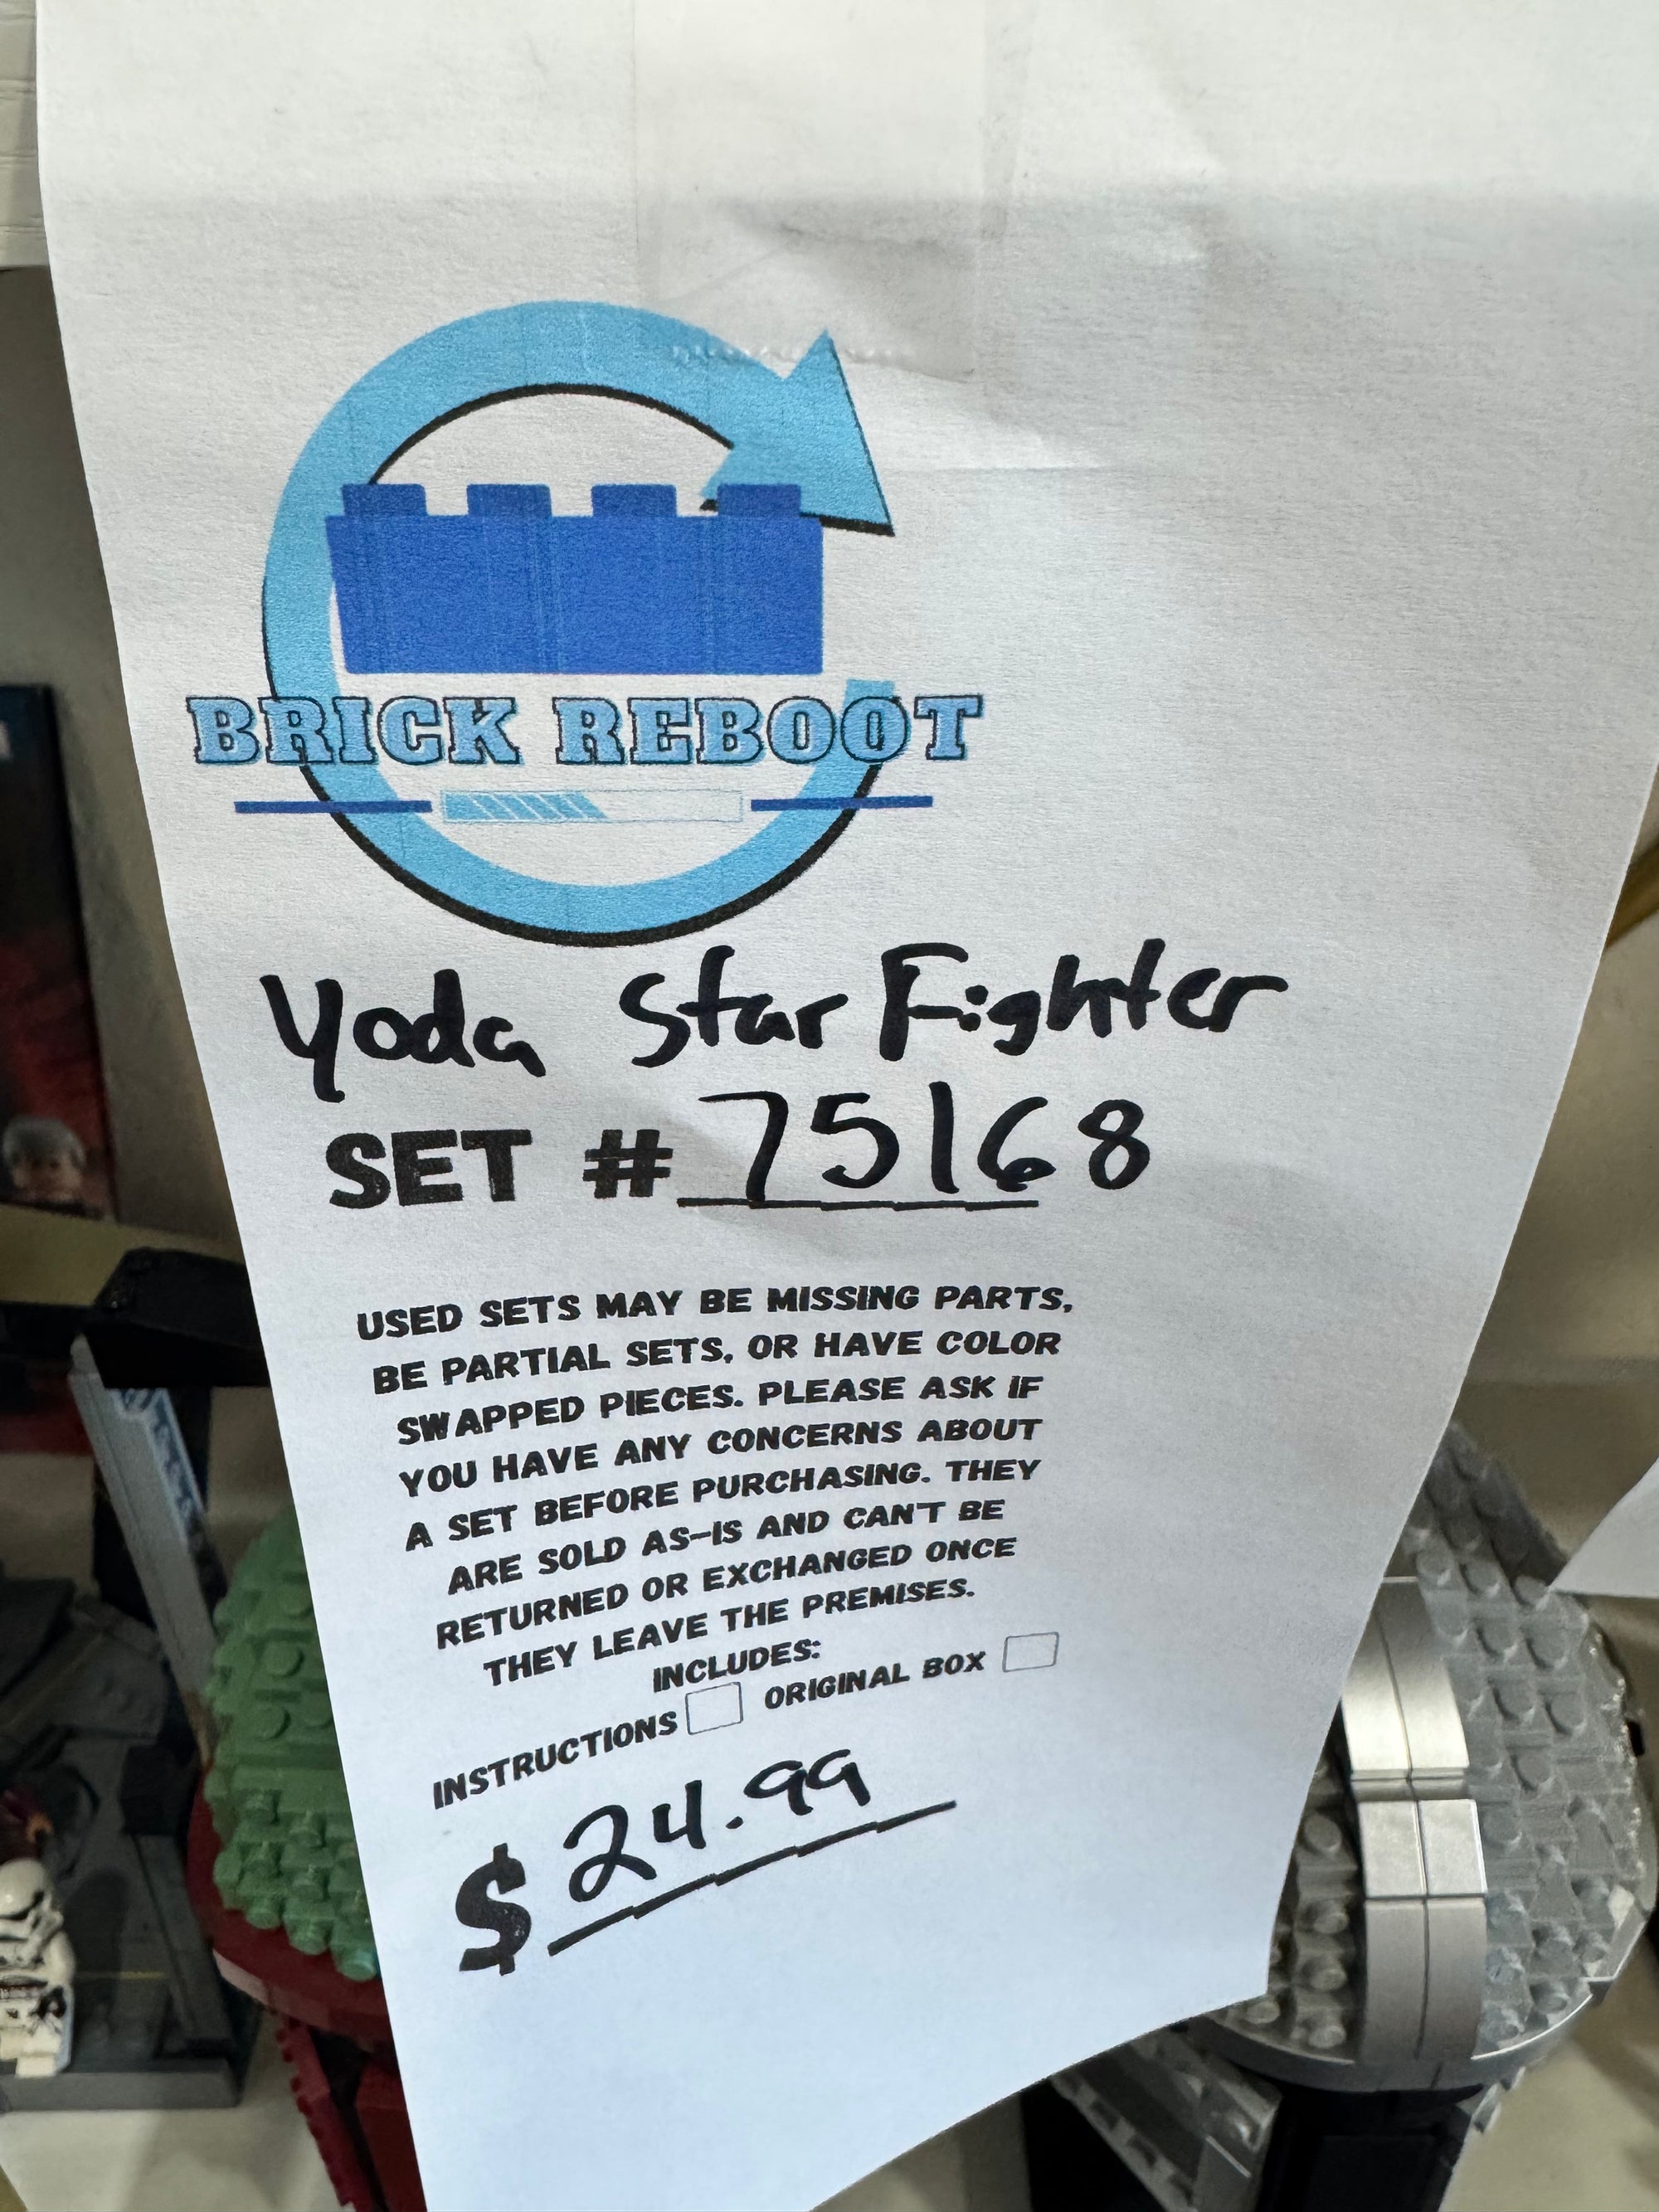 BRICK REBOOT
Yoda Star Fighter
SET # 75168
USED SETS MAY BE MISSING PARTS,
BE PARTIAL SETS, OR HAVE COLOR
SWAPPED PIECES. PLEASE ASK IF
YOU HAVE ANY CONCERNS ABOUT
A SET BEFORE PURCHASING. THEY
ARE SOLD AS-IS AND CAN'T BE
RETURNED OR EXCHANGED ONCE
THEY LEAVE THE PREMISES.
INCLUDES:
INSTRUCTIONS ORIGINAL BOX
$ 24.99